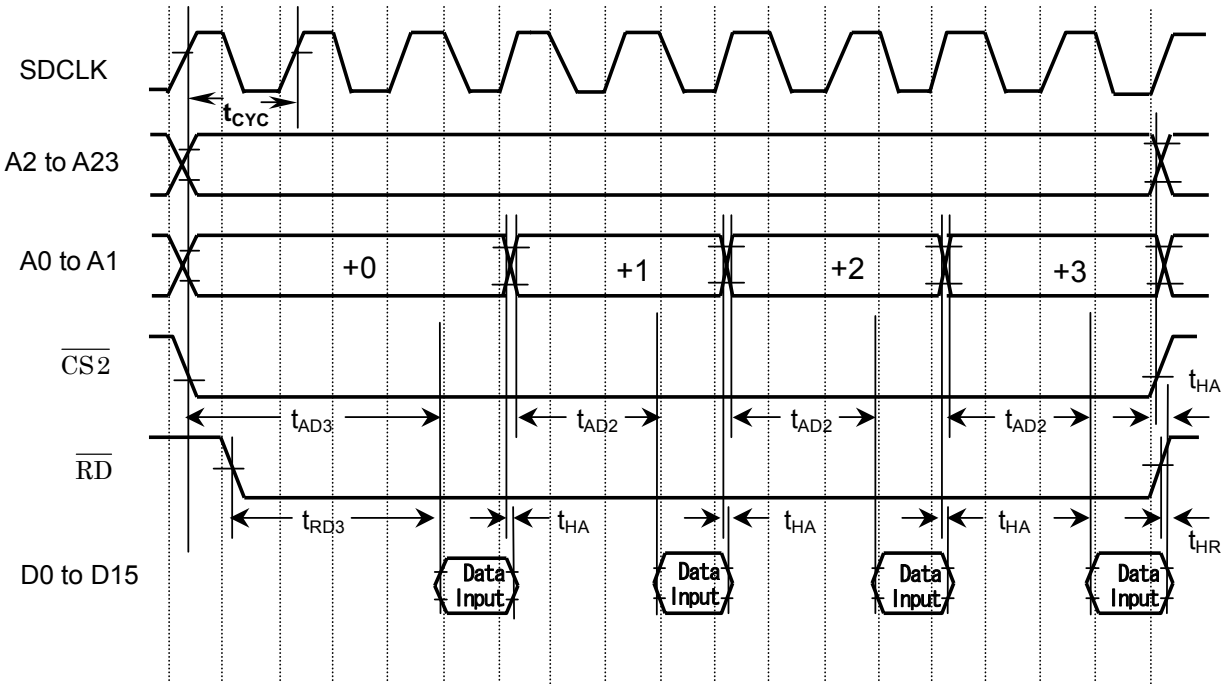 SDCLK
tCYC
A2 to A23
A0 to A1
+0
+1
+2
+3
CS2
tHA
tAD3
tAD2
tAD2
tAD2
RD
tRD3
tHA
tHA
tHA
tHR
D0 to D15
Data
Input
Data
Input
Data
Input
Data
Input